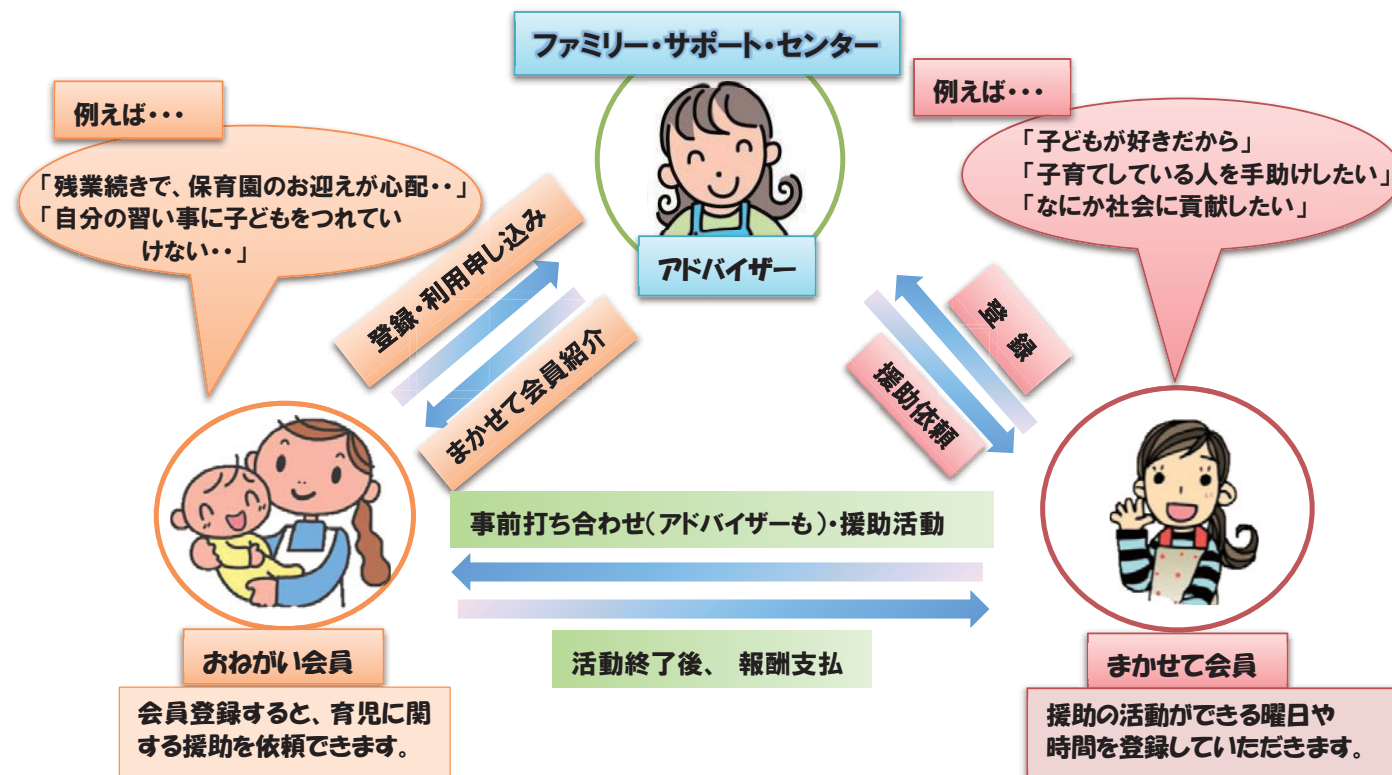 ファミリー・サポート・センター
アドバイザー
例えば・・・
「残業続きで、保育園のお迎えが心配・・」
「自分の習い事に子どもをつれてい
けない・・」
例えば・・・
「子どもが好きだから」
「子育てしている人を手助けしたい」
「なにか社会に貢献したい」
登録・利用申し込み
まかせて会員紹介
登 録
援助依頼
事前打ち合わせ（アドバイザーも）・援助活動
活動終了後、 報酬支払
おねがい会員
会員登録すると、育児に関
する援助を依頼できます。
まかせて会員
援助の活動ができる曜日や
時間を登録していただきます。